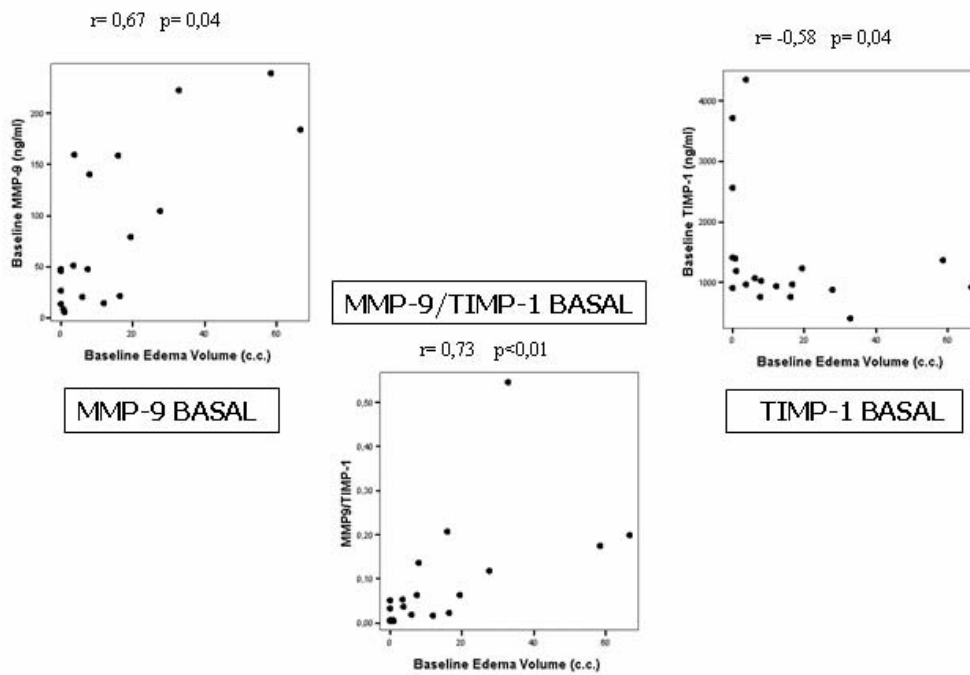 r= 0,67 p= 0,04
Baseline MMP-9 (ng/ml)
200
150
100
50
0
0 20 40 60
Baseline Edema Volume (c.c.)
MMP-9 BASAL
r= -0,58 p= 0,04
Baseline TIMP-1 (ng/ml)
4000
3000
2000
1000
0 20 40 60
Baseline Edema Volume (c.c.)
TIMP-1 BASAL
MMP-9/TIMP-1 BASAL
r= 0,73 p<0,01
MMP9/TIMP-1
0,50
0,40
0,30
0,20
0,10
0,00
0 20 40 60
Baseline Edema Volume (c.c.)